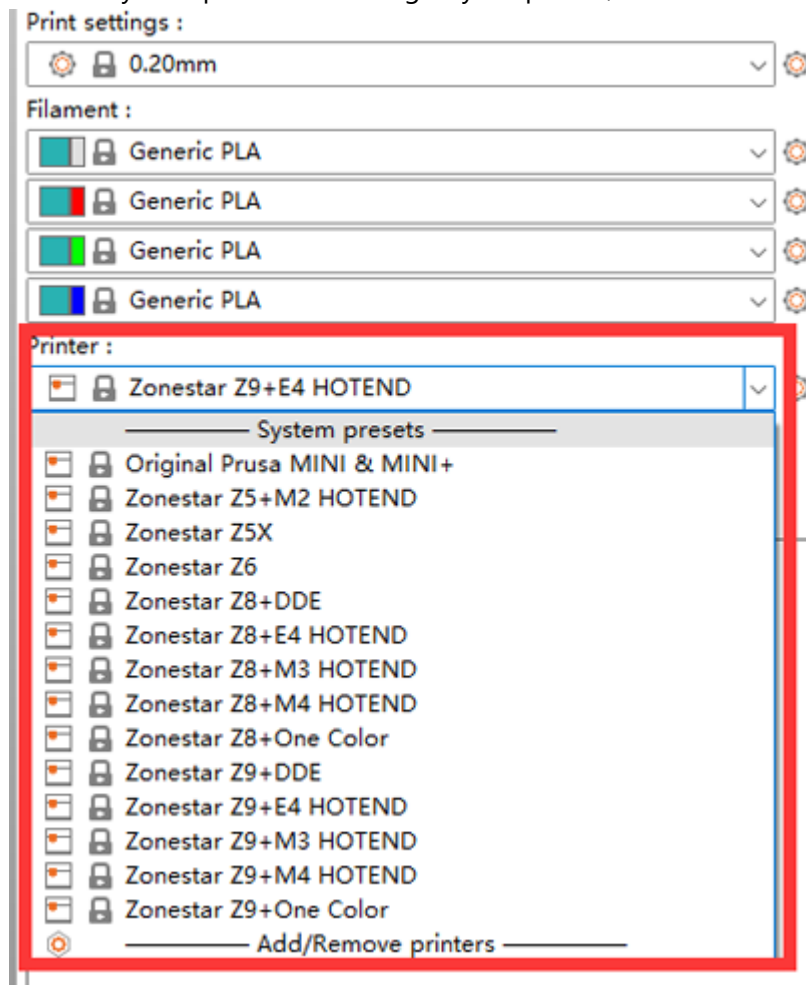 Print settings :
0.20mm
Filament :
Generic PLA
Generic PLA
Generic PLA
Generic PLA
Printer :
Zonestar Z9+E4 HOTEND
System presets
Original Prusa MINI & MINI+
Zonestar Z5+M2 HOTEND
Zonestar Z5X
Zonestar Z6
Zonestar Z8+DDE
Zonestar Z8+E4 HOTEND
Zonestar Z8+M3 HOTEND
Zonestar Z8+M4 HOTEND
Zonestar Z8+One Color
Zonestar Z9+DDE
Zonestar Z9+E4 HOTEND
Zonestar Z9+M3 HOTEND
Zonestar Z9+M4 HOTEND
Zonestar Z9+One Color
Add/Remove printers